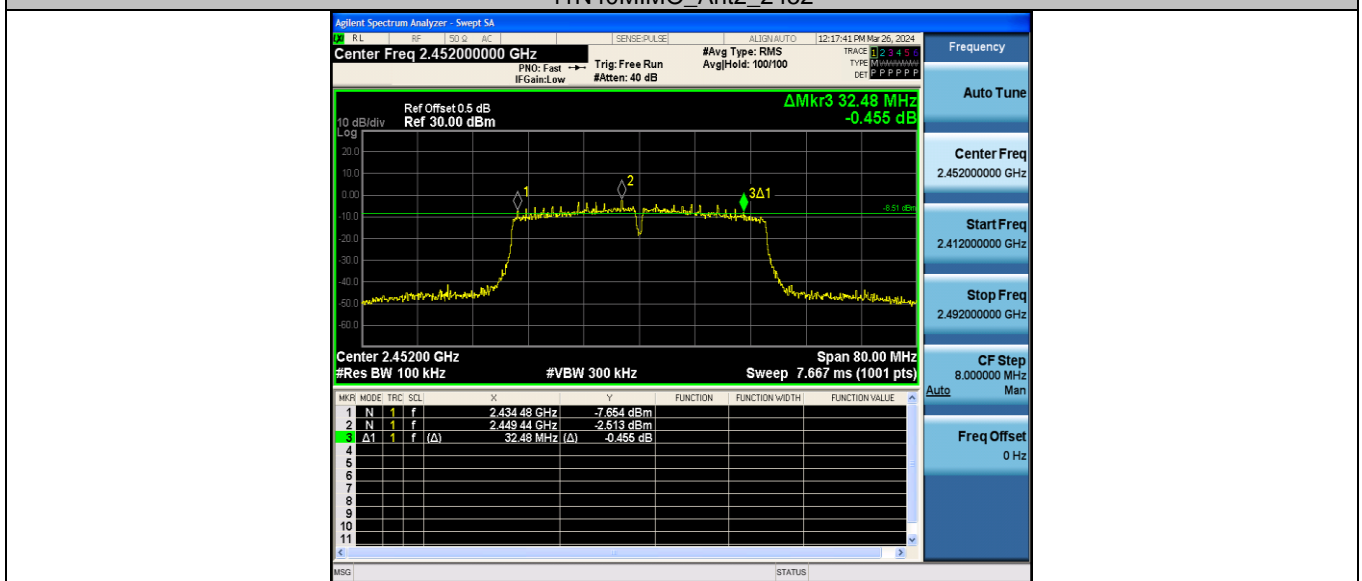 Agilent Spectrum Analyzer - Swept SA
RL RF 50 Ω AC SENSE:PULSE ALIGN AUTO 12:17:41 PM Mar 26, 2024
Center Freq 2.452000000 GHz
PNO: Fast
IFGain:Low
Trig: Free Run
#Atten: 40 dB
#Avg Type: RMS
Avg|Hold: 100/100
TRACE 1 2 3 4 5 6
TYPE M
DET P P P P P P
ΔMkr3 32.48 MHz
-0.455 dB
Ref Offset 0.5 dB
10 dB/div Ref 30.00 dBm
Log
20.0
10.0
0.00
-10.0
-20.0
-30.0
-40.0
-50.0
-60.0
1
2
3Δ1
-8.51 dBm
Center 2.45200 GHz Span 80.00 MHz
#Res BW 100 kHz #VBW 300 kHz Sweep 7.667 ms (1001 pts)
MKR MODE TRC SCL X Y FUNCTION FUNCTION WIDTH FUNCTION VALUE
1 N 1 f 2.434 48 GHz -7.654 dBm
2 N 1 f 2.449 44 GHz -2.513 dBm
3 Δ1 1 f (Δ) 32.48 MHz (Δ) -0.455 dB
4
5
6
7
8
9
10
11
MSG STATUS
Frequency
Auto Tune
Center Freq
2.452000000 GHz
Start Freq
2.412000000 GHz
Stop Freq
2.492000000 GHz
CF Step
8.000000 MHz
Auto Man
Freq Offset
0 Hz